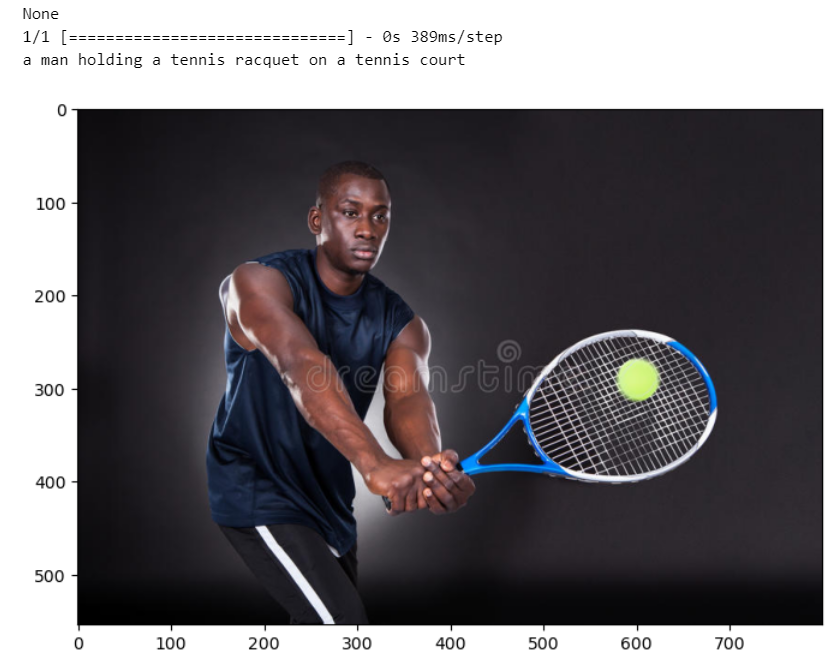 None
1/1 [==============================] - 0s 389ms/step
a man holding a tennis racquet on a tennis court
0
100
200
300
400
500
dreamstime
0 100 200 300 400 500 600 700